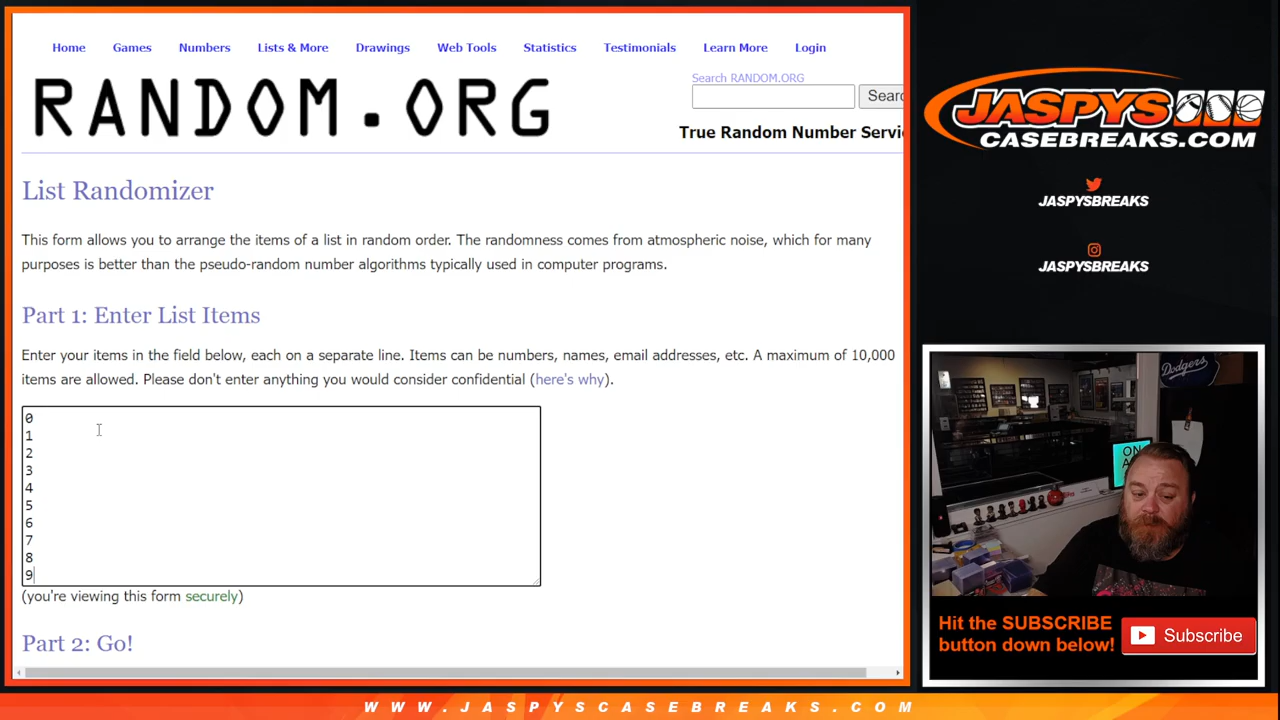 Home Games Numbers Lists & More Drawings Web Tools Statistics Testimonials Learn More Login
RANDOM.ORG
Search RANDOM.ORG
Searc
True Random Number Servi
List Randomizer
This form allows you to arrange the items of a list in random order. The randomness comes from atmospheric noise, which for many
purposes is better than the pseudo-random number algorithms typically used in computer programs.
Part 1: Enter List Items
Enter your items in the field below, each on a separate line. Items can be numbers, names, email addresses, etc. A maximum of 10,000
items are allowed. Please don't enter anything you would consider confidential (here's why).
0
1
2
3
4
5
6
7
8
9
(you're viewing this form securely)
Part 2: Go!
JASPYS
CASEBREAKS.COM
JASPYSBREAKS
JASPYSBREAKS
Dodgers
ON
A
Hit the SUBSCRIBE
button down below!
Subscribe
WWW.JASPYSCASEBREAKS.COM